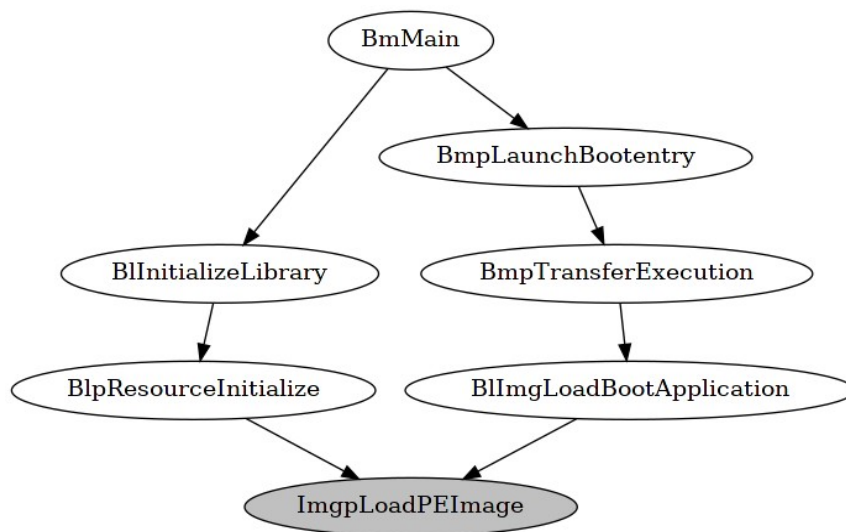 BmMain
BmpLaunchBootentry
BlInitializeLibrary
BmpTransferExecution
BlpResourceInitialize
BlImgLoadBootApplication
ImgpLoadPEImage